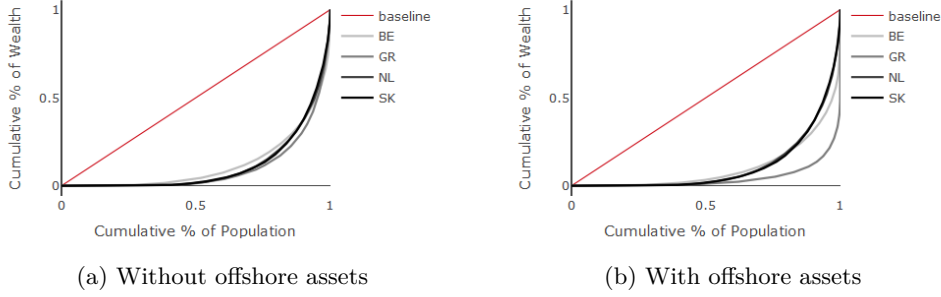 1
0.5
0
0
0.5
1
Cumulative % of Wealth
Cumulative % of Population
baseline
BE
GR
NL
SK
(a) Without offshore assets
1
0.5
0
0
0.5
1
Cumulative % of Wealth
Cumulative % of Population
baseline
BE
GR
NL
SK
(b) With offshore assets